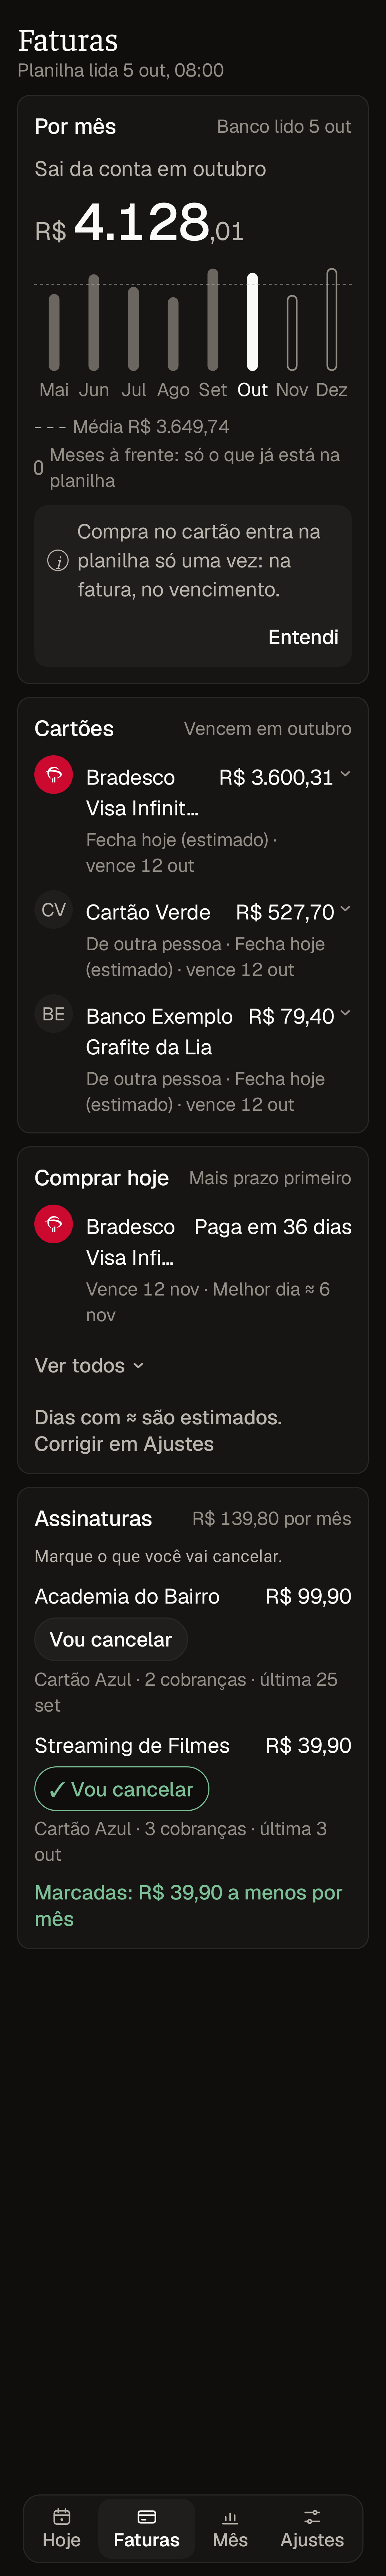 Faturas
Planilha lida 5 out, 08:00
Por mês
Banco lido 5 out
Sai da conta em outubro
R$ 4.128,01
Mai Jun Jul Ago Set Out Nov Dez
--- Média R$ 3.649,74
Meses à frente: só o que já está na
planilha
Compra no cartão entra na
planilha só uma vez: na
fatura, no vencimento.
Entendi
Cartões
Vencem em outubro
Bradesco
R$ 3.600,31
Visa Infinit…
Fecha hoje (estimado) ·
vence 12 out
CV
Cartão Verde
R$ 527,70
De outra pessoa · Fecha hoje
(estimado) · vence 12 out
BE
Banco Exemplo
R$ 79,40
Grafite da Lia
De outra pessoa · Fecha hoje
(estimado) · vence 12 out
Comprar hoje
Mais prazo primeiro
Bradesco
Paga em 36 dias
Visa Infi…
Vence 12 nov · Melhor dia ≈ 6
nov
Ver todos
Dias com ≈ são estimados.
Corrigir em Ajustes
Assinaturas
R$ 139,80 por mês
Marque o que você vai cancelar.
Academia do Bairro
R$ 99,90
Vou cancelar
Cartão Azul · 2 cobranças · última 25
set
Streaming de Filmes
R$ 39,90
✓ Vou cancelar
Cartão Azul · 3 cobranças · última 3
out
Marcadas: R$ 39,90 a menos por
mês
Hoje
Faturas
Mês
Ajustes